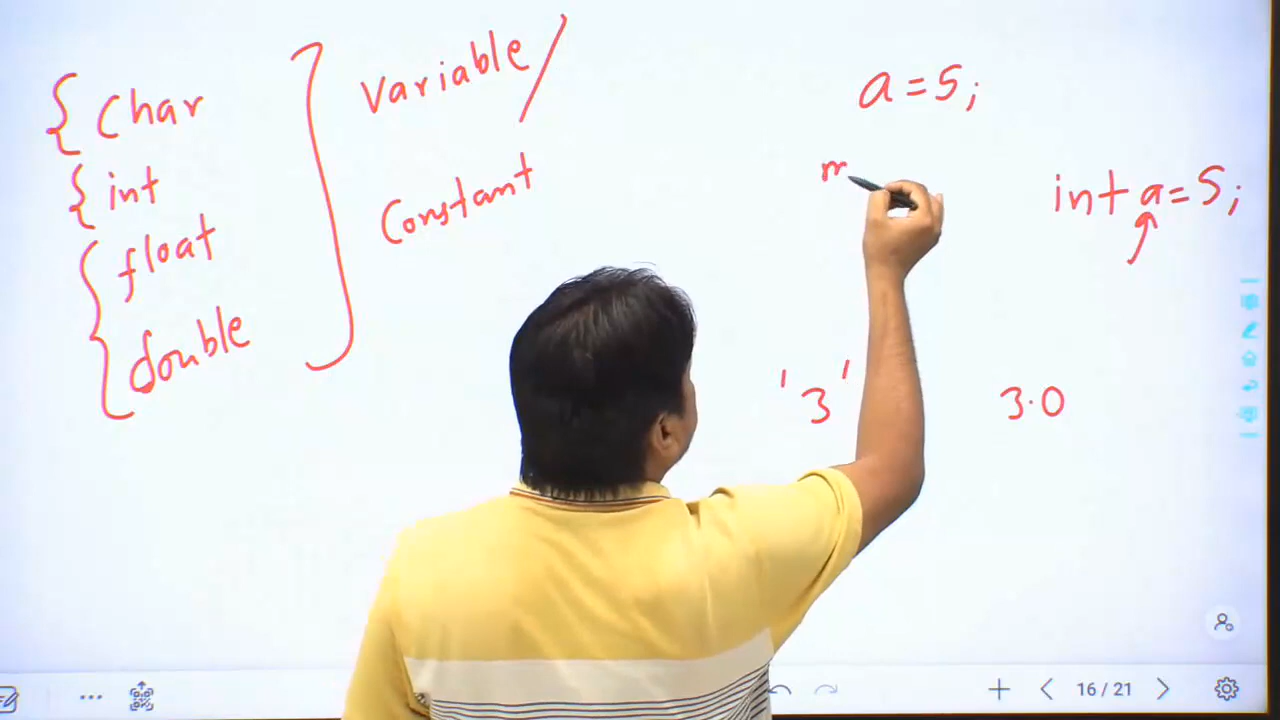 { Char
{ int
{ float
double
Variable/
Constant
a=5;
m
int a=5;
'3'
3.0
16/21